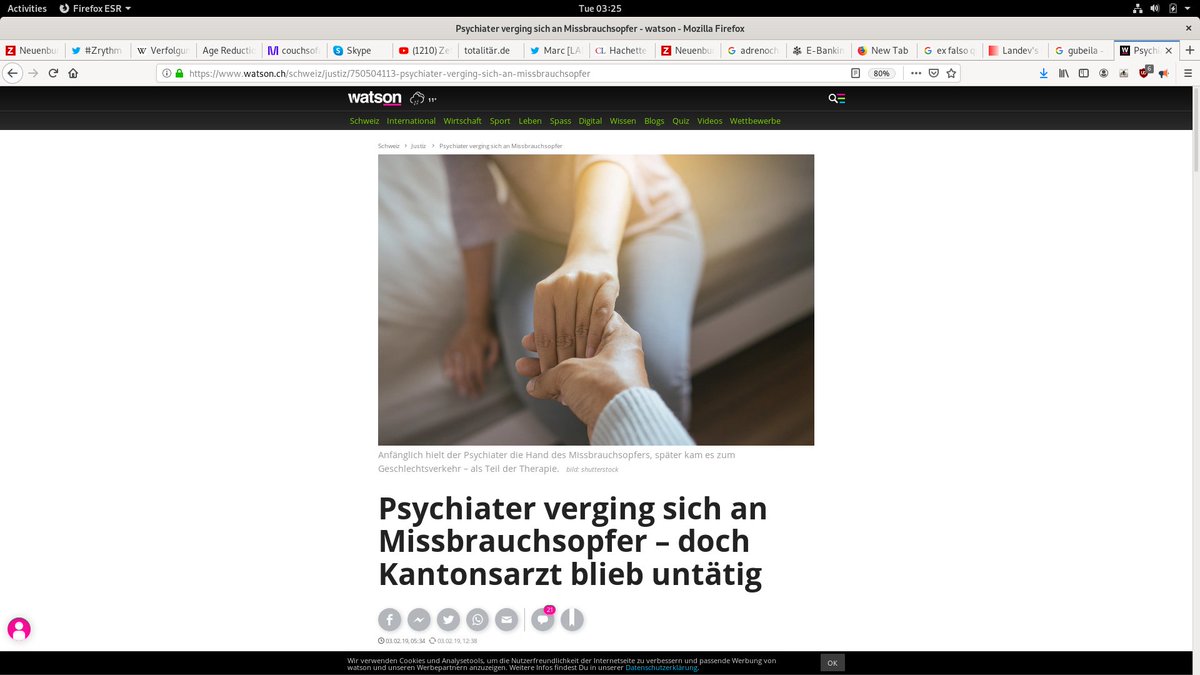 Activities Firefox ESR Tue 03:25
Psychiater verging sich an Missbrauchsopfer - watson - Mozilla Firefox
Neuenbu #Zrythm Verfolgun Age Reductio couchsof Skype (1210) Ze totalitär.de Marc [LA Hachette Neuenbu adrenoch E-Bankin New Tab ex falso q Landev's gubeila - Psychi
https://www.watson.ch/schweiz/justiz/750504113-psychiater-verging-sich-an-missbrauchsopfer 80% 6
watson 11°
Schweiz International Wirtschaft Sport Leben Spass Digital Wissen Blogs Quiz Videos Wettbewerbe
Schweiz › Justiz › Psychiater verging sich an Missbrauchsopfer
Anfänglich hielt der Psychiater die Hand des Missbrauchsopfers, später kam es zum
Geschlechtsverkehr – als Teil der Therapie. bild: shutterstock
Psychiater verging sich an
Missbrauchsopfer – doch
Kantonsarzt blieb untätig
21
03.02.19, 05:34 03.02.19, 12:38
Wir verwenden Cookies und Analysetools, um die Nutzerfreundlichkeit der Internetseite zu verbessern und passende Werbung von
watson und unseren Werbepartnern anzuzeigen. Weitere Infos findest Du in unserer Datenschutzerklärung.
OK